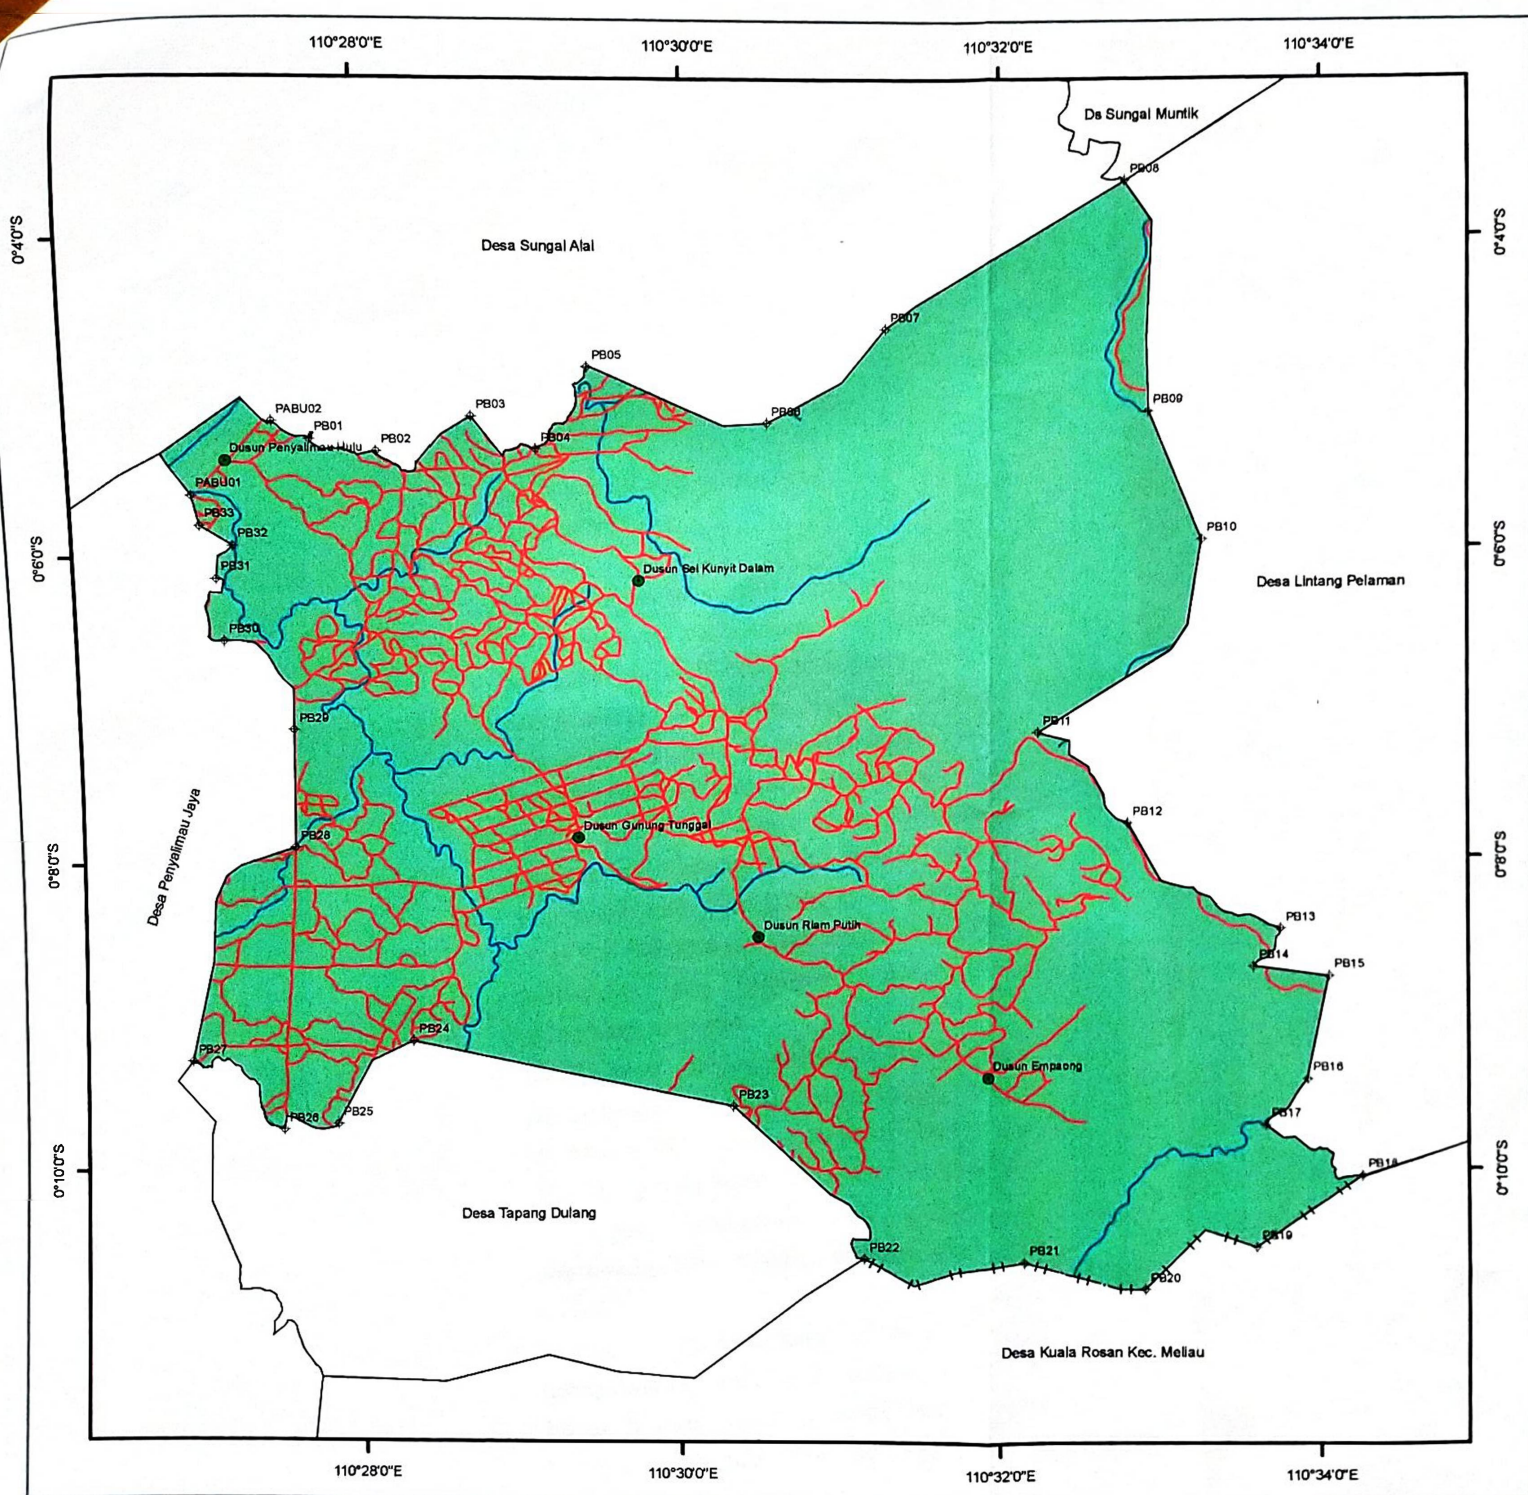 110°28'0"E
110°30'0"E
110°32'0"E
110°34'0"E
Ds Sungai Muntik
PB08
0°4'0"S
0°4'0"S
Desa Sungai Alai
PB07
PB05
PB06
PB09
PABU02
PB03
PB01
PB02
PB04
Dusun Penyalimau Hulu
PABU01
PB33
PB32
PB10
0°6'0"S
0°6'0"S
PB31
Dusun Sei Kunyit Dalam
Desa Lintang Pelaman
PB30
PB29
PB11
Desa Penyalimau Jaya
PB12
Dusun Gunung Tunggal
PB28
0°8'0"S
0°8'0"S
PB13
Dusun Riam Putih
PB14
PB15
PB24
PB27
Dusun Empaong
PB16
PB23
PB26
PB25
PB17
PB18
0°10'0"S
0°10'0"S
Desa Tapang Dulang
PB19
PB22
PB21
PB20
Desa Kuala Rosan Kec. Meliau
110°28'0"E
110°30'0"E
110°32'0"E
110°34'0"E